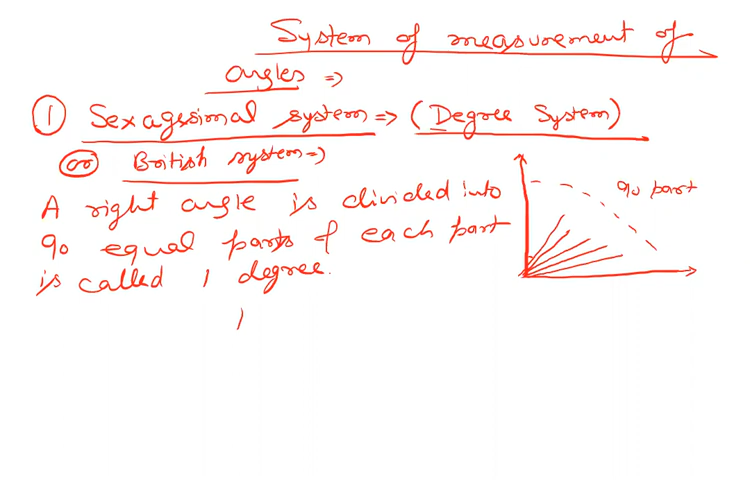 System of measurement of
angles ⇒
① Sexagesimal system ⇒ (Degree System)
(or) British system ⇒
A right angle is divided into
90 equal parts & each part
is called 1 degree.
90 part
1